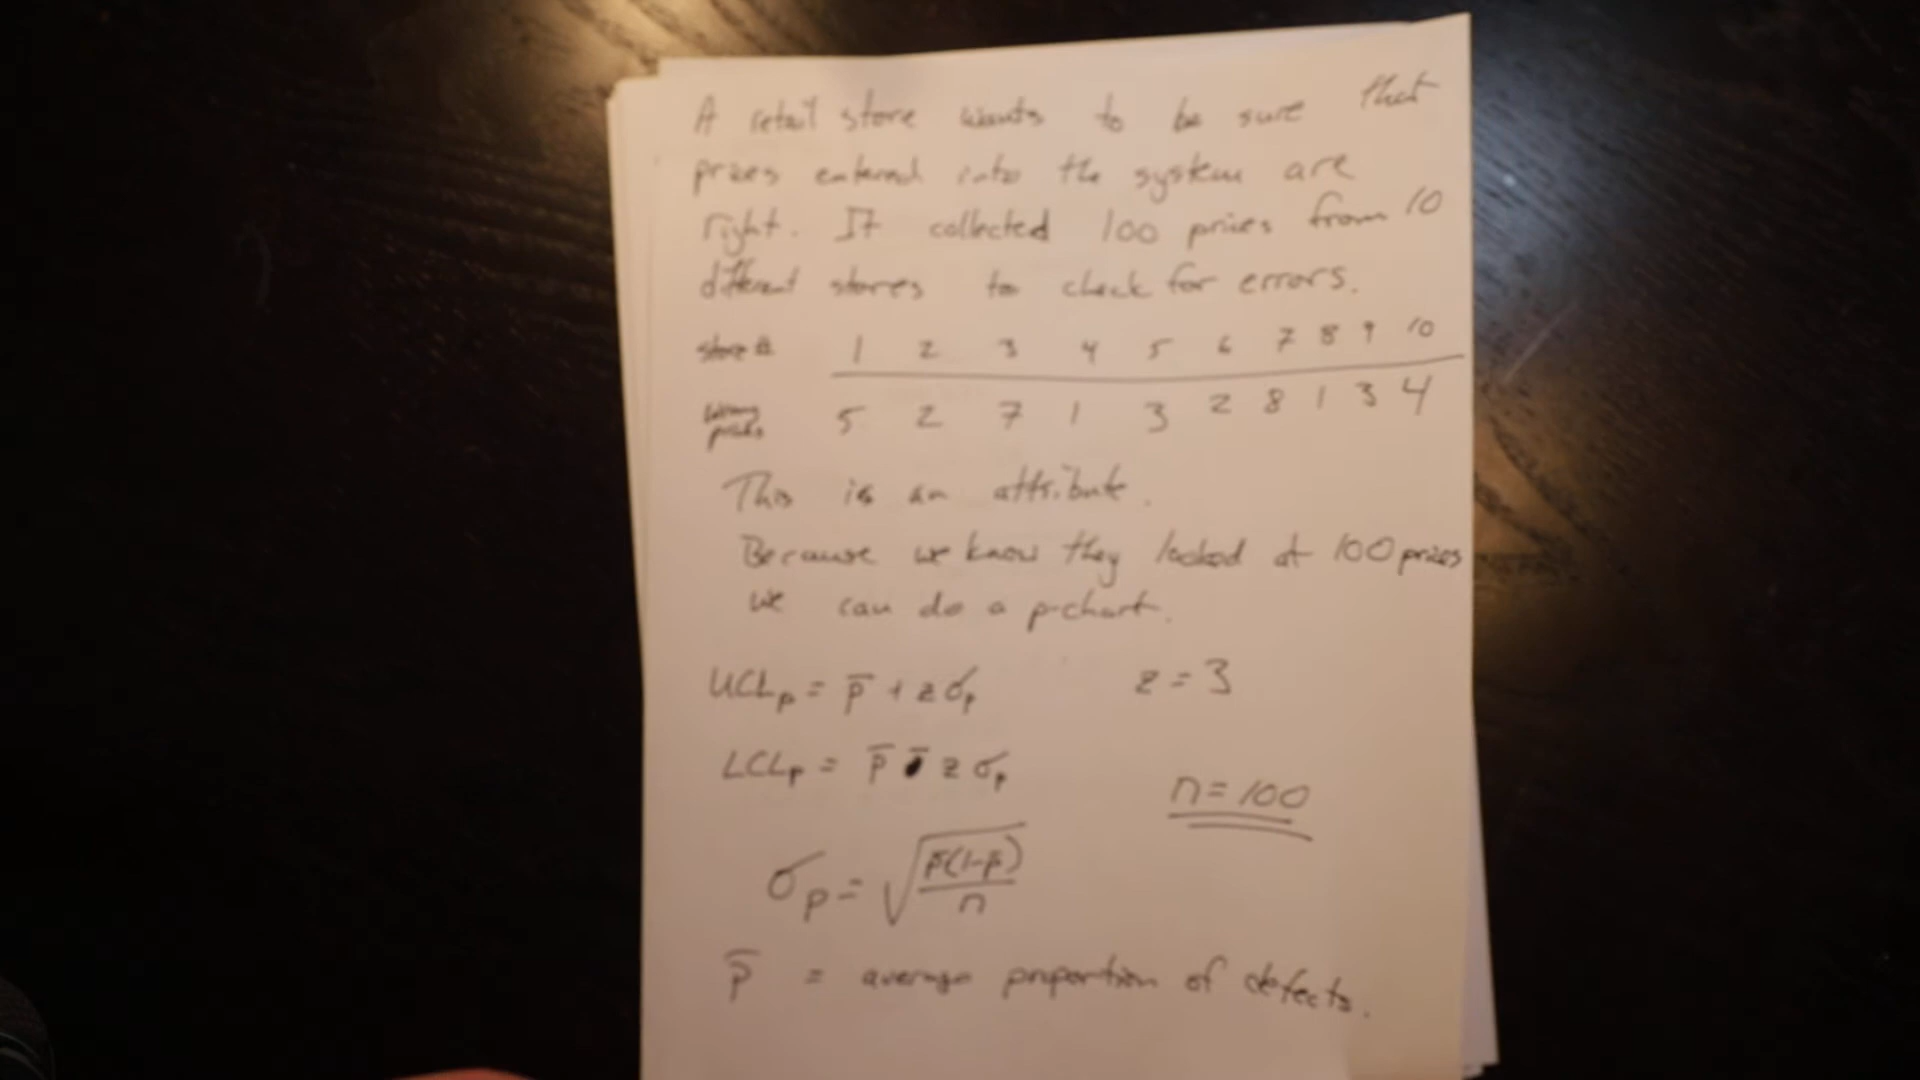 A retail store wants to be sure that
prices entered into the system are
right. It collected 100 prices from 10
different stores to check for errors.
store # 1 2 3 4 5 6 7 8 9 10
wrong prices 5 2 7 1 3 2 8 1 3 4
This is an attribute.
Because we know they looked at 100 prices
we can do a p-chart.
UCLp = p̄ + zσp z = 3
LCLp = p̄ - zσp
n = 100
σp = √(p̄(1-p̄)/n)
p̄ = average proportion of defects.